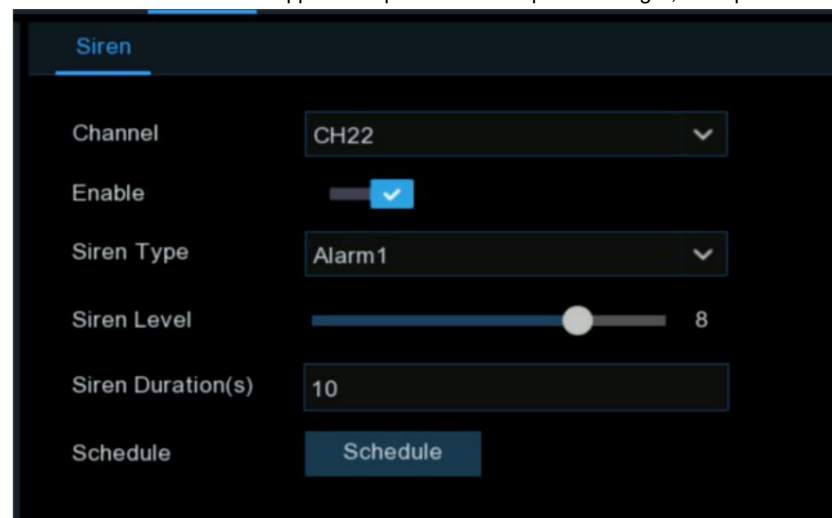 Siren
Channel CH22
Enable
Siren Type Alarm1
Siren Level 8
Siren Duration(s) 10
Schedule Schedule